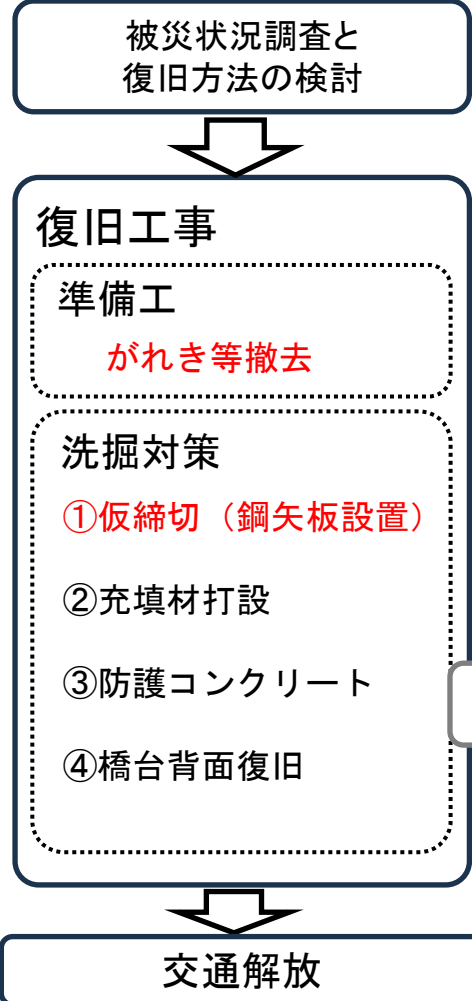 被災状況調査と
復旧方法の検討
復旧工事
準備工
がれき等撤去
洗掘対策
①仮締切（鋼矢板設置）
②充填材打設
③防護コンクリート
④橋台背面復旧
交通解放